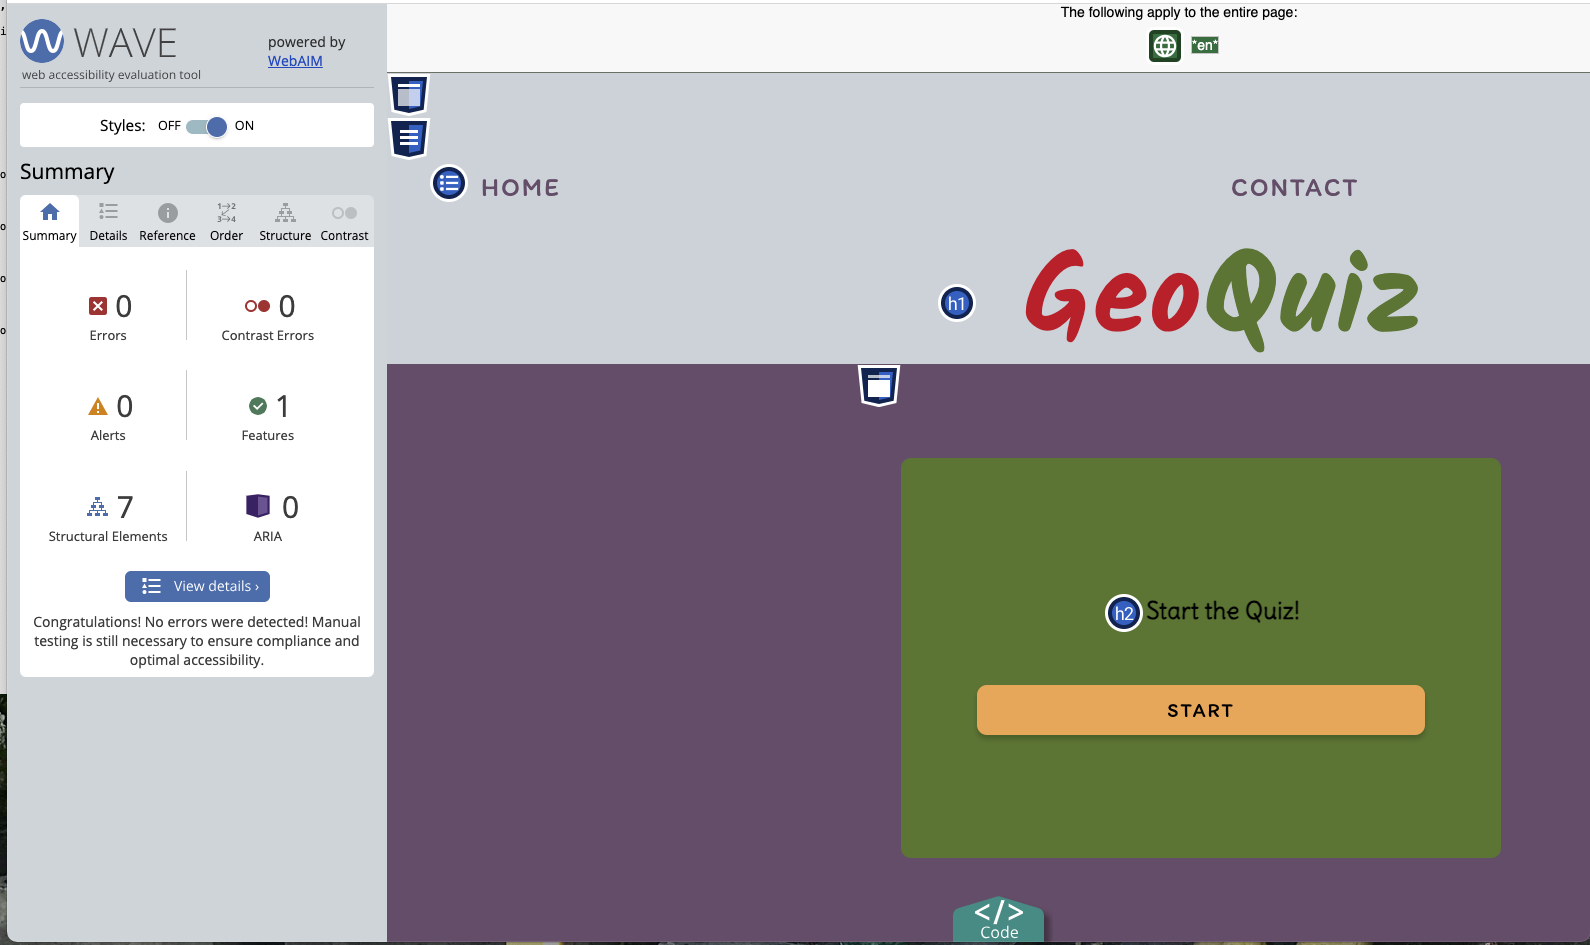 WAVE
powered by
WebAIM
web accessibility evaluation tool
Styles: OFF ON
Summary
Summary Details Reference Order Structure Contrast
0 Errors
0 Contrast Errors
0 Alerts
1 Features
7 Structural Elements
0 ARIA
View details ›
Congratulations! No errors were detected! Manual
testing is still necessary to ensure compliance and
optimal accessibility.
The following apply to the entire page:
*en*
HOME
CONTACT
h1 GeoQuiz
h2 Start the Quiz!
START
</>
Code